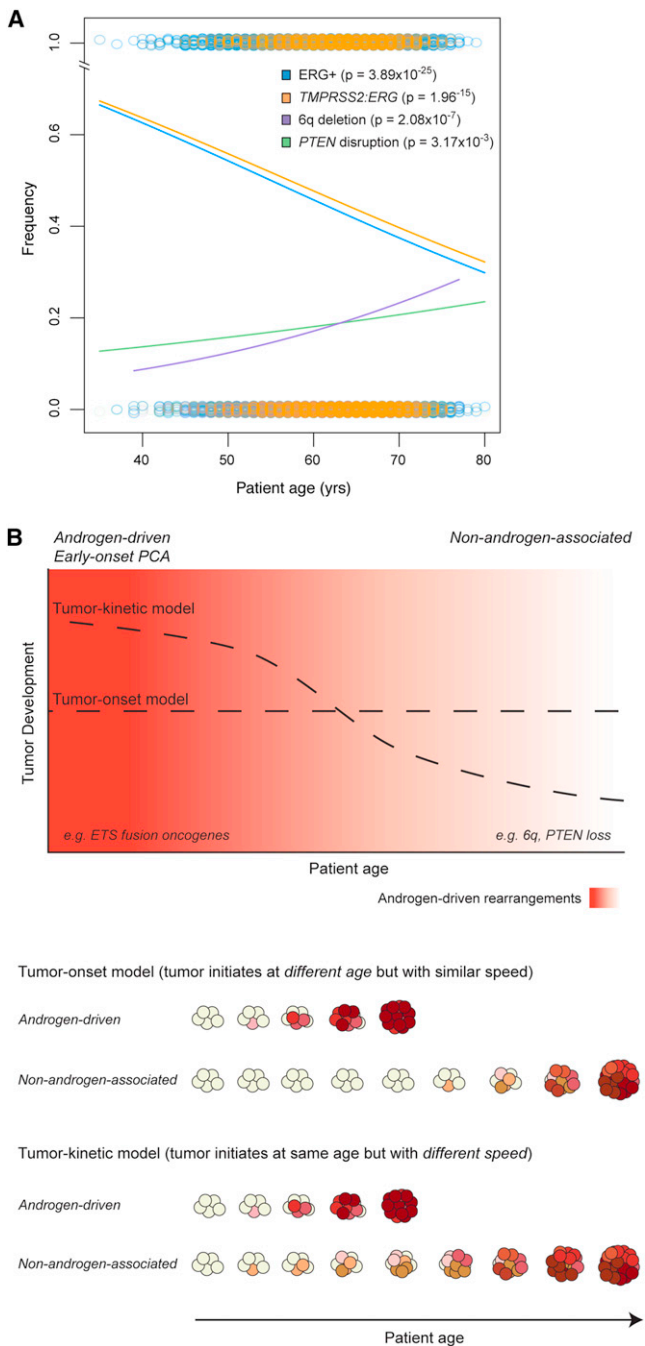 A
1.0
0.6
0.4
0.2
0.0
Frequency
ERG+ (p = 3.89x10-25)
TMPRSS2:ERG (p = 1.96-15)
6q deletion (p = 2.08x10-7)
PTEN disruption (p = 3.17x10-3)
40 50 60 70 80
Patient age (yrs)
B
Androgen-driven
Early-onset PCA
Non-androgen-associated
Tumor-kinetic model
Tumor-onset model
Tumor Development
e.g. ETS fusion oncogenes
e.g. 6q, PTEN loss
Patient age
Androgen-driven rearrangements
Tumor-onset model (tumor initiates at different age but with similar speed)
Androgen-driven
Non-androgen-associated
Tumor-kinetic model (tumor initiates at same age but with different speed)
Androgen-driven
Non-androgen-associated
Patient age